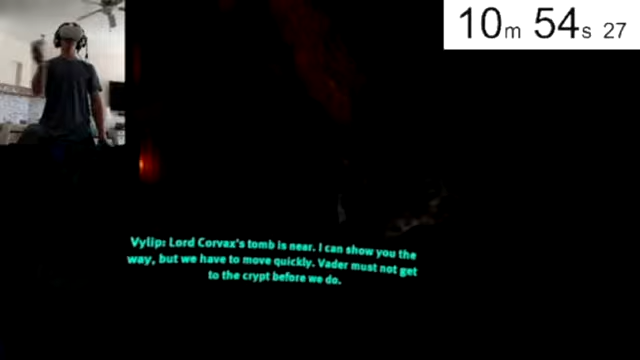 10m 54s 27
Vylip: Lord Corvax's tomb is near. I can show you the
way, but we have to move quickly. Vader must not get
to the crypt before we do.